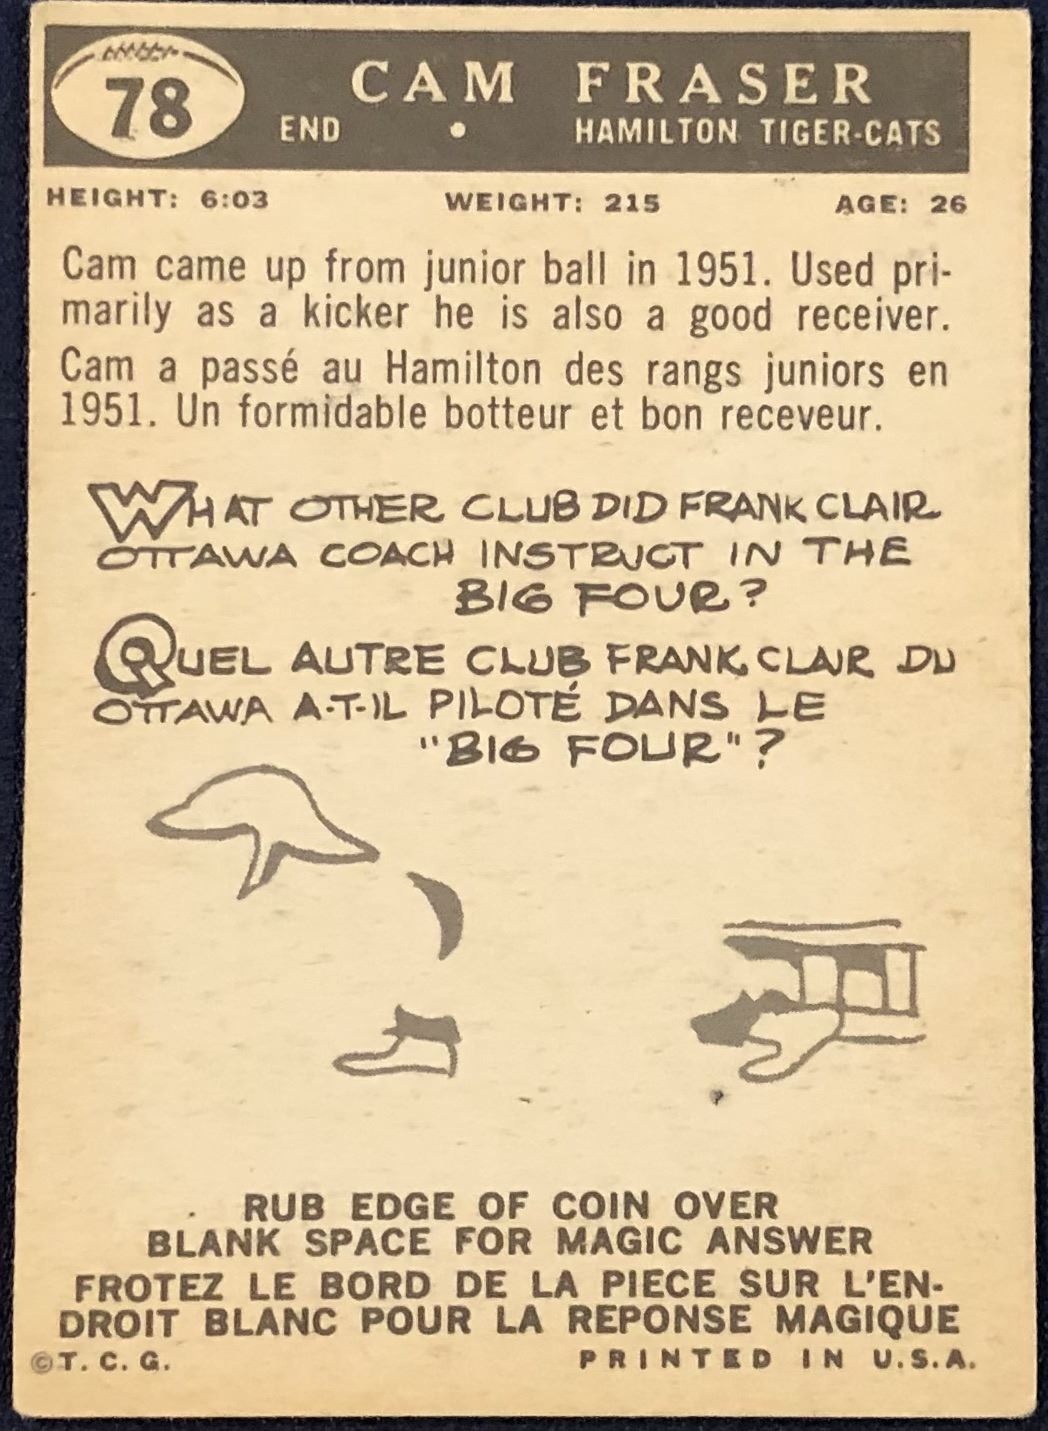 78
CAM FRASER
END • HAMILTON TIGER-CATS
HEIGHT: 6:03 WEIGHT: 215 AGE: 26
Cam came up from junior ball in 1951. Used pri-
marily as a kicker he is also a good receiver.
Cam a passé au Hamilton des rangs juniors en
1951. Un formidable botteur et bon receveur.
WHAT OTHER CLUB DID FRANK CLAIR
OTTAWA COACH INSTRUCT IN THE
BIG FOUR?
QUEL AUTRE CLUB FRANK CLAIR DU
OTTAWA A-T-IL PILOTÉ DANS LE
"BIG FOUR"?
RUB EDGE OF COIN OVER
BLANK SPACE FOR MAGIC ANSWER
FROTEZ LE BORD DE LA PIECE SUR L'EN-
DROIT BLANC POUR LA REPONSE MAGIQUE
©T. C. G. PRINTED IN U.S.A.